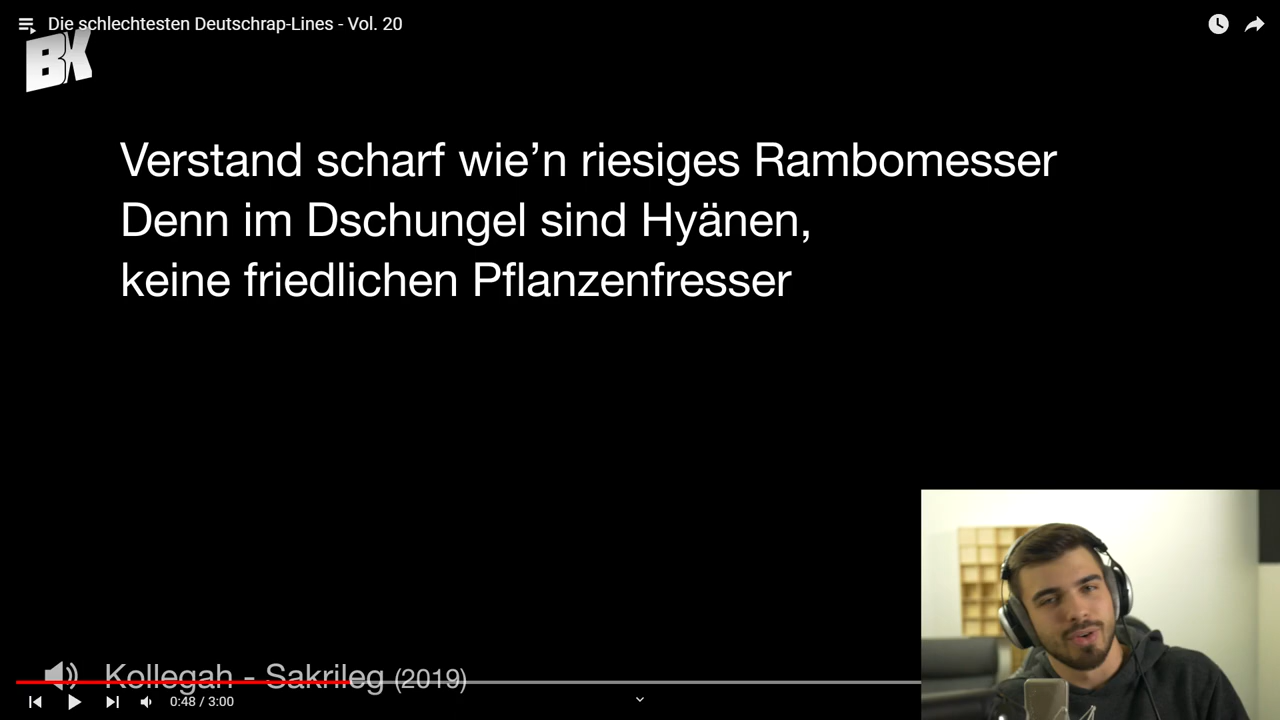 Die schlechtesten Deutschrap-Lines - Vol. 20
BK
Verstand scharf wie’n riesiges Rambomesser
Denn im Dschungel sind Hyänen,
keine friedlichen Pflanzenfresser
Kollegah - Sakrileg (2019)
0:48 / 3:00